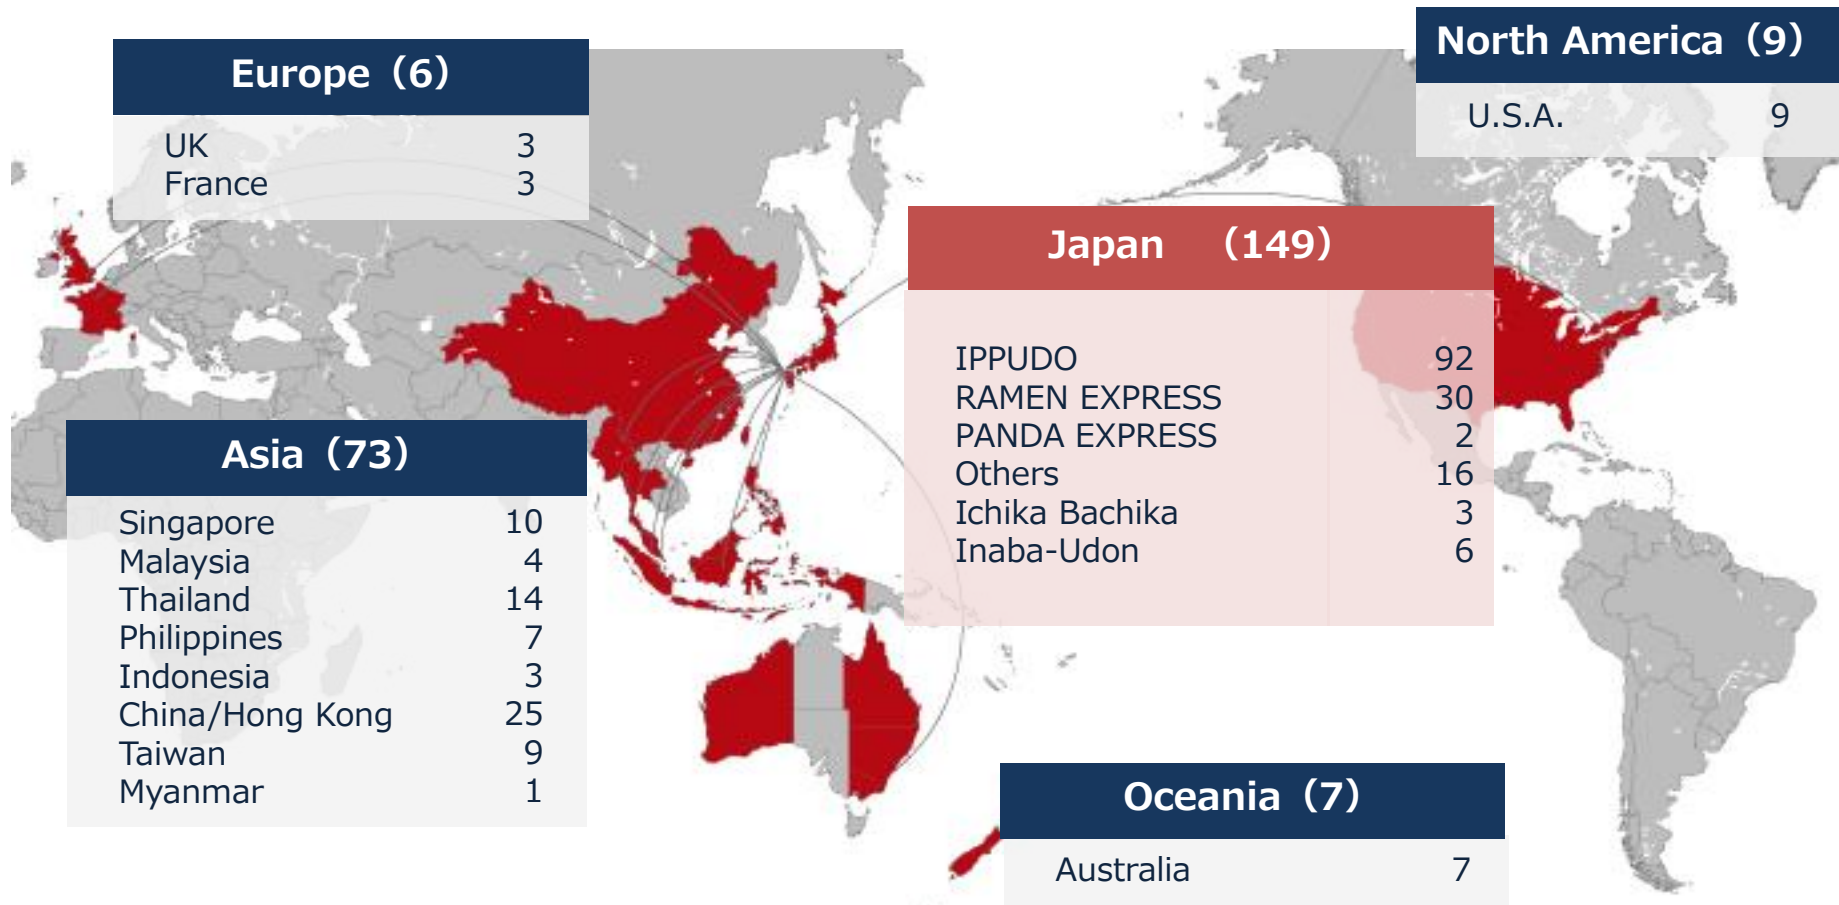 Europe（6）
UK 3
France 3
North America（9）
U.S.A. 9
Japan （149）
IPPUDO 92
RAMEN EXPRESS 30
PANDA EXPRESS 2
Others 16
Ichika Bachika 3
Inaba-Udon 6
Asia（73）
Singapore 10
Malaysia 4
Thailand 14
Philippines 7
Indonesia 3
China/Hong Kong 25
Taiwan 9
Myanmar 1
Oceania（7）
Australia 7